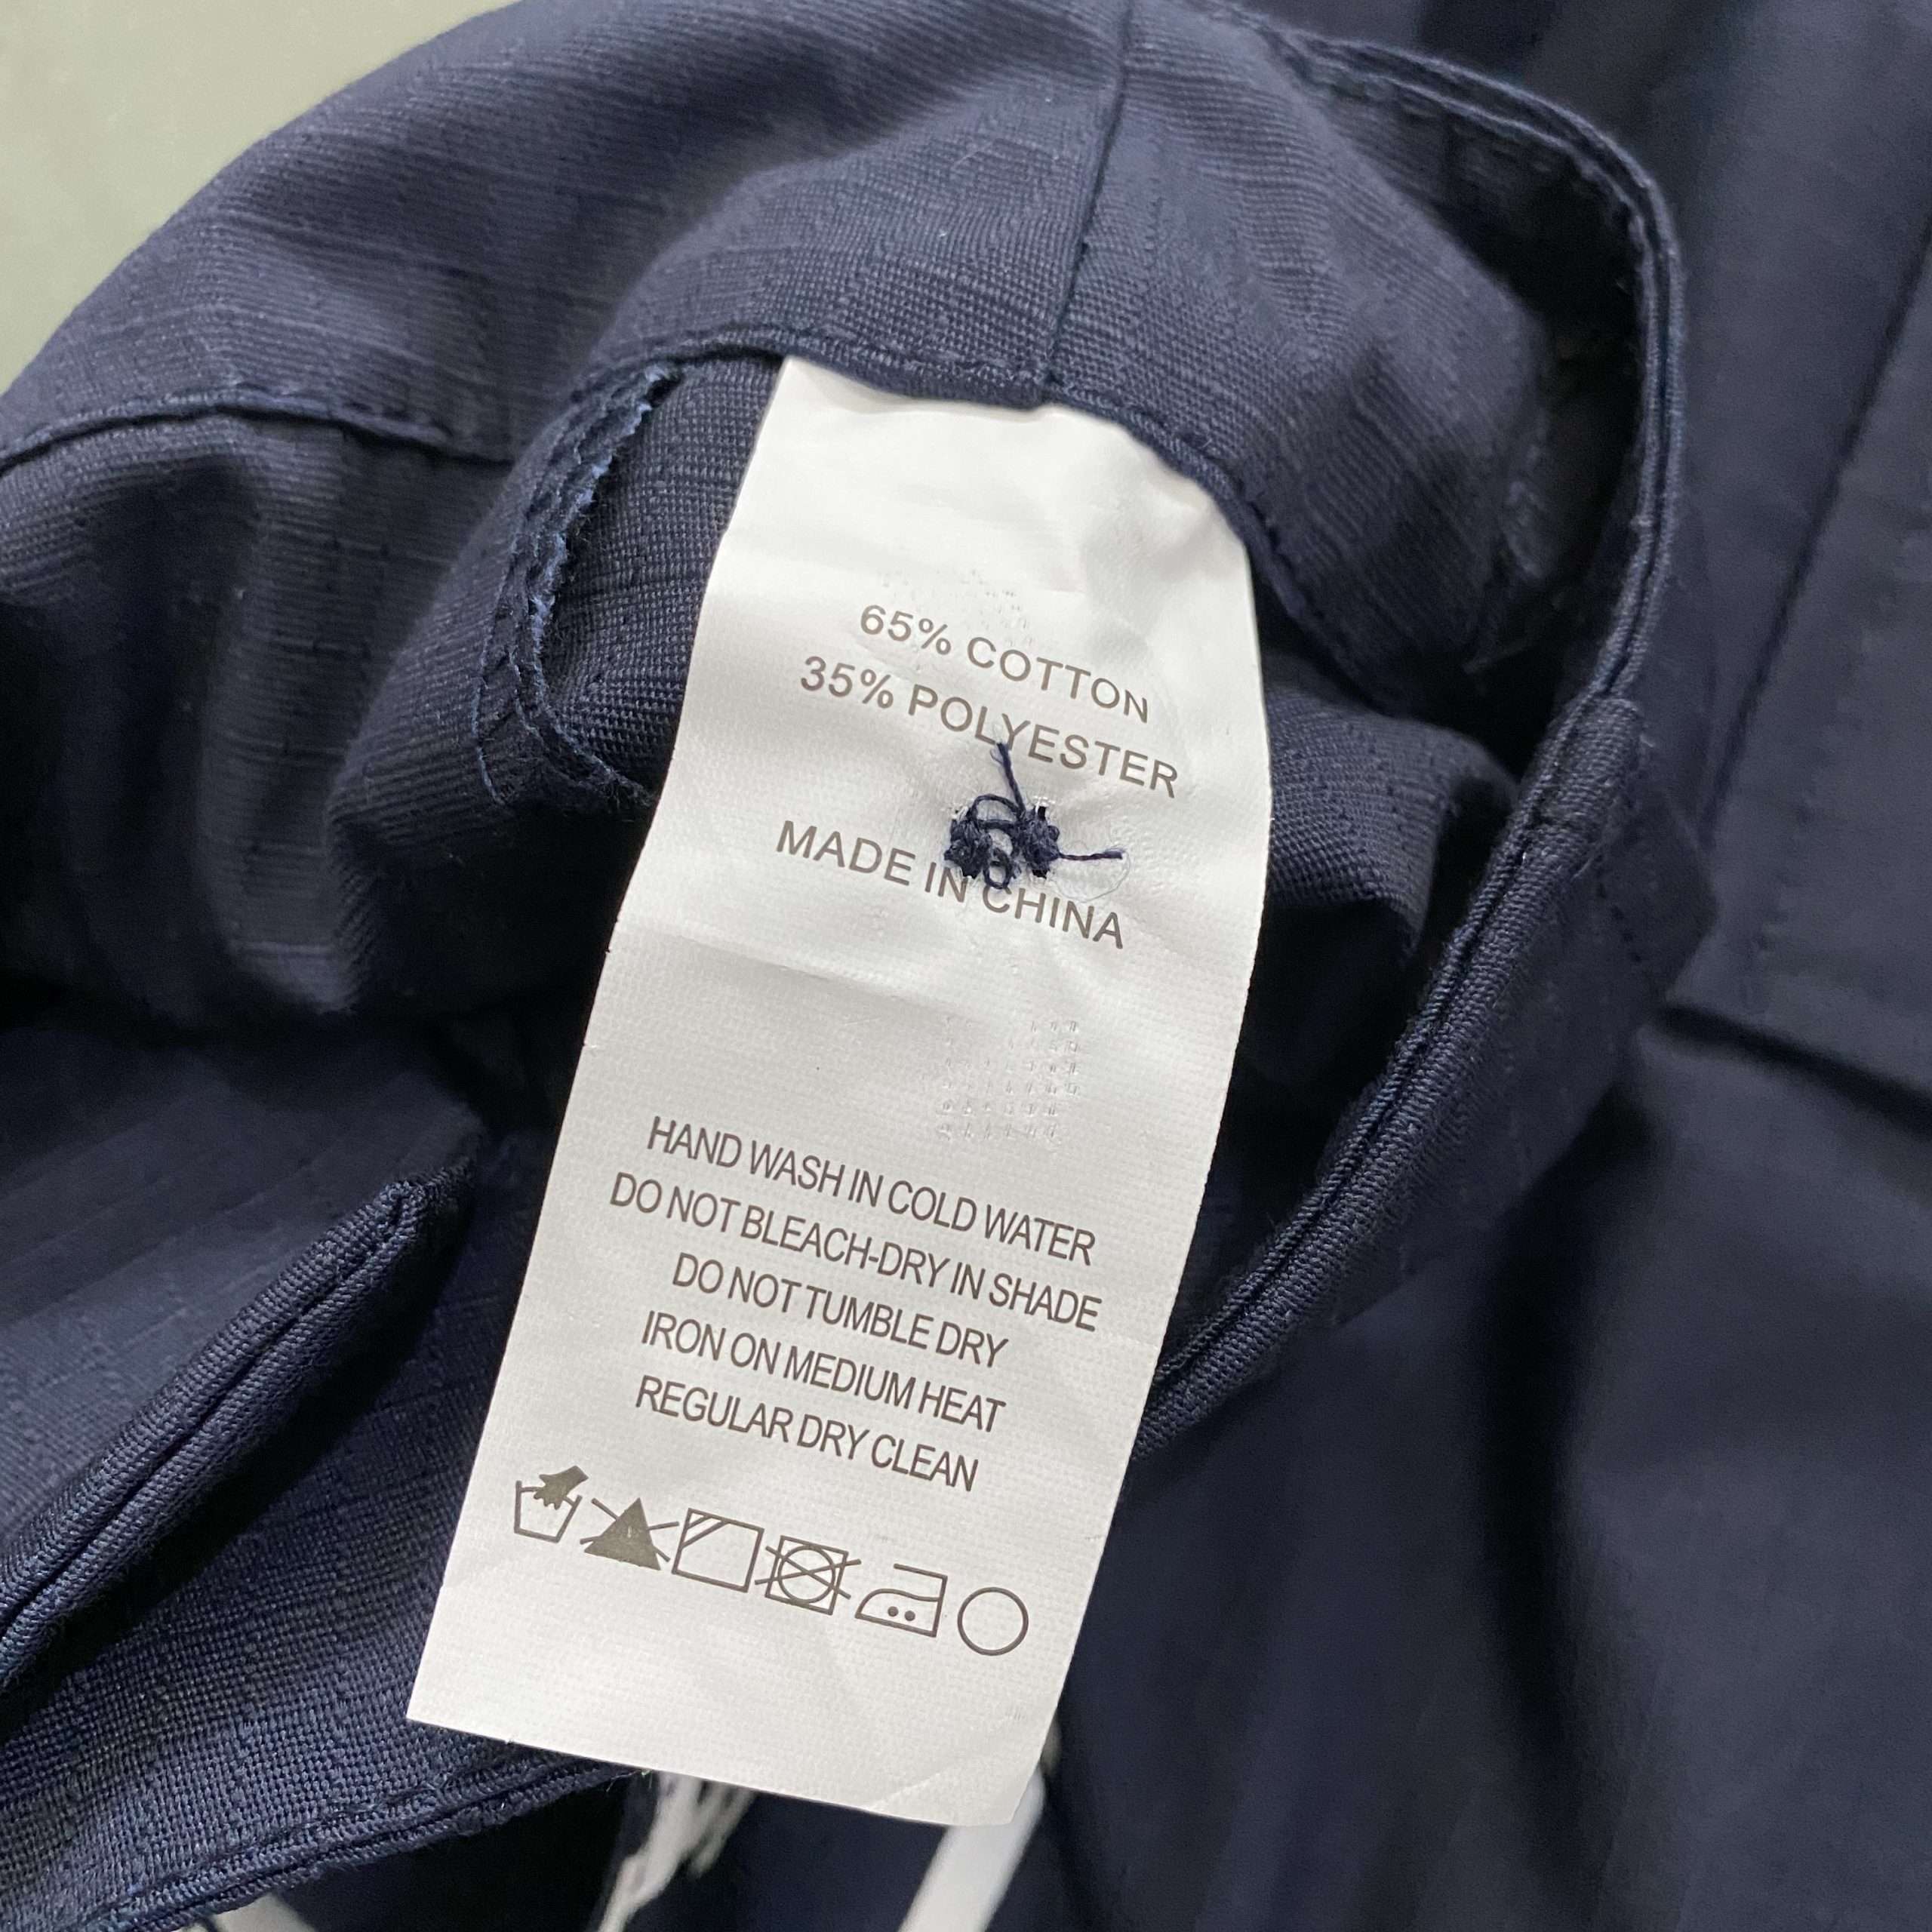 65% COTTON
35% POLYESTER
MADE IN CHINA
HAND WASH IN COLD WATER
DO NOT BLEACH-DRY IN SHADE
DO NOT TUMBLE DRY
IRON ON MEDIUM HEAT
REGULAR DRY CLEAN